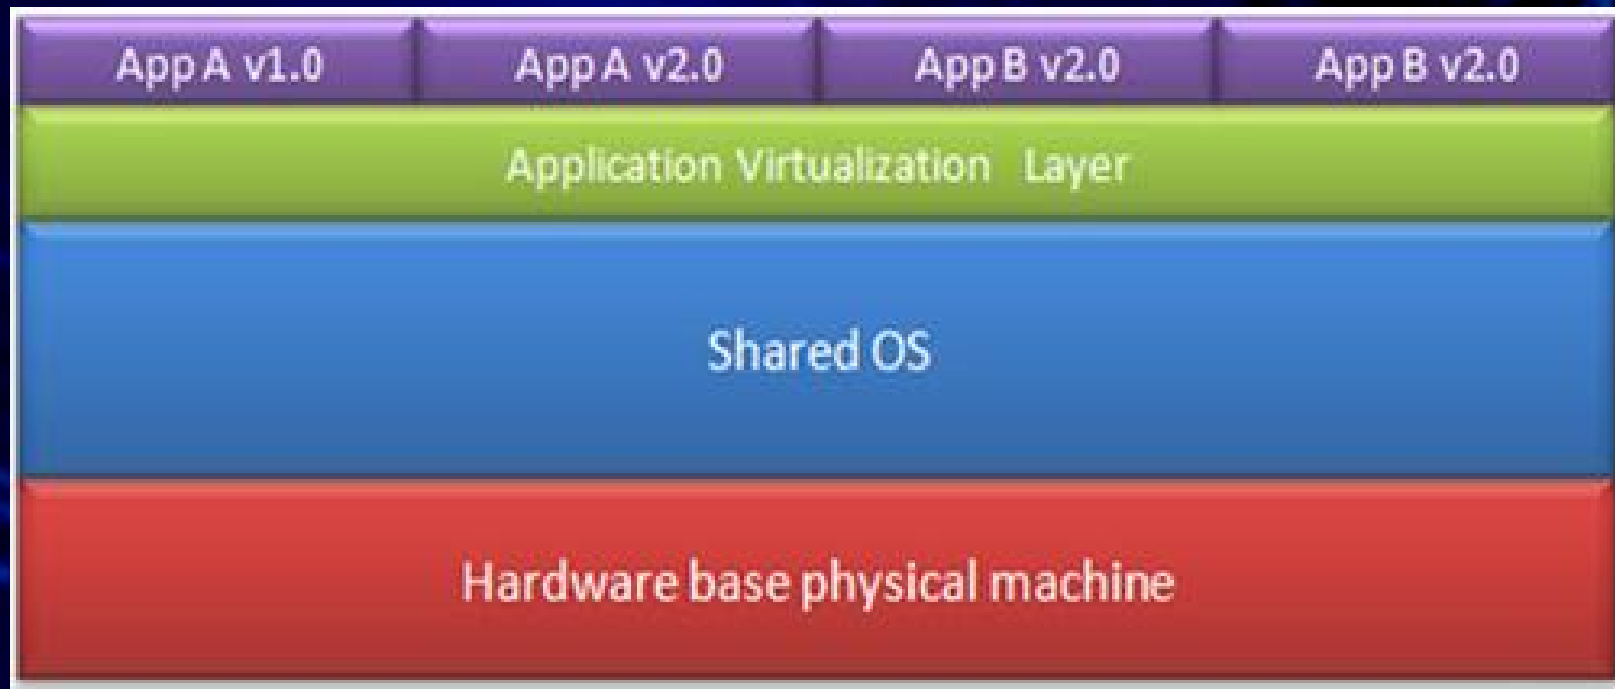 App A v1.0
App A v2.0
App B v2.0
App B v2.0
Application Virtualization Layer
Shared OS
Hardware base physical machine